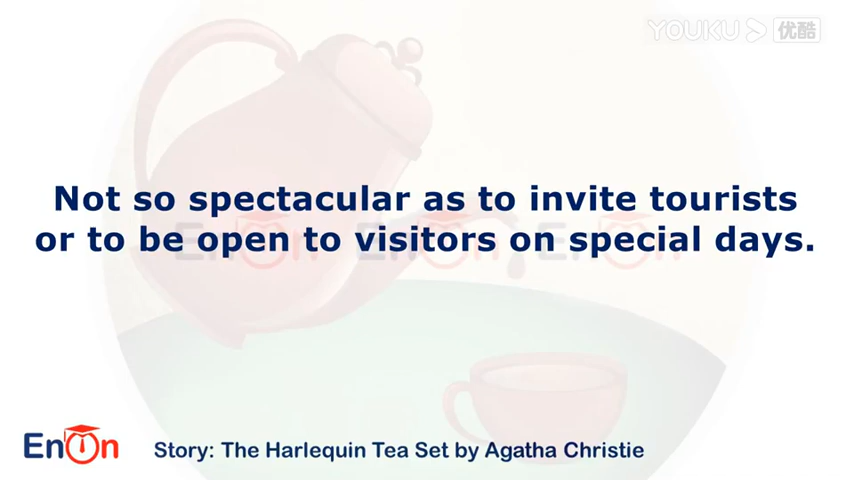 YOUKU 优酷
Not so spectacular as to invite tourists
or to be open to visitors on special days.
EnOn EnOn EnOn
EnOn
Story: The Harlequin Tea Set by Agatha Christie